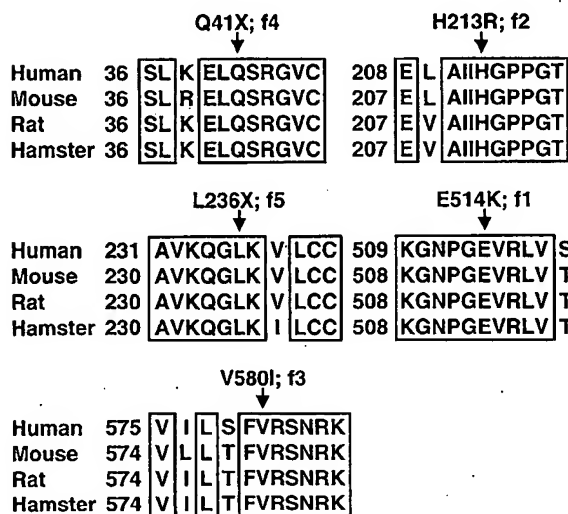 Q41X; f4 H213R; f2
Human 36 SL K ELQSRGVC 208 E L AIIHGPPGT
Mouse 36 SL R ELQSRGVC 207 E L AIIHGPPGT
Rat 36 SL K ELQSRGVC 207 E V AIIHGPPGT
Hamster 36 SL K ELQSRGVC 207 E V AIIHGPPGT
L236X; f5 E514K; f1
Human 231 AVKQGLK V LCC 509 KGNPGEVRLV S
Mouse 230 AVKQGLK V LCC 508 KGNPGEVRLV T
Rat 230 AVKQGLK V LCC 508 KGNPGEVRLV T
Hamster 230 AVKQGLK I LCC 508 KGNPGEVRLV T
V580I; f3
Human 575 V I L S FVRSNRK
Mouse 574 V L L T FVRSNRK
Rat 574 V I L T FVRSNRK
Hamster 574 V I L T FVRSNRK